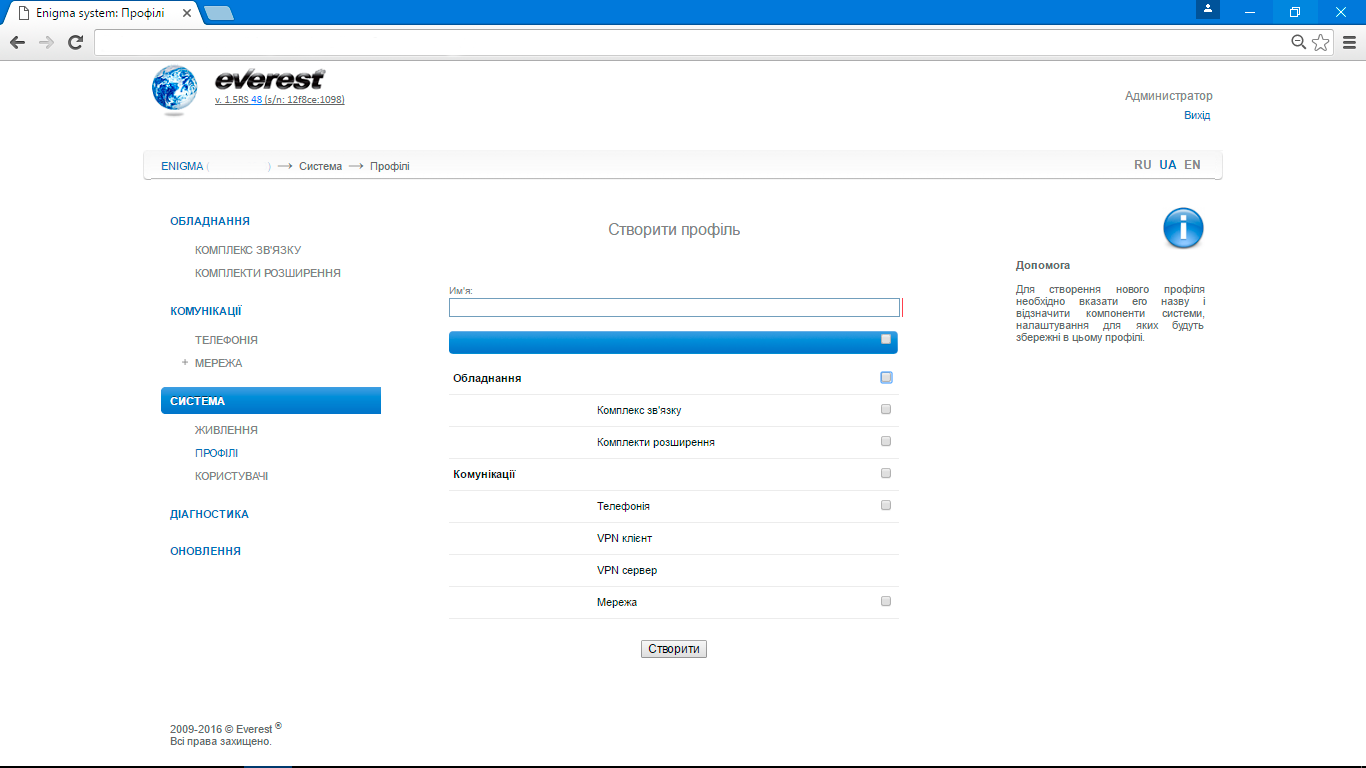 Enigma system: Профілі
everest
v. 1.5RS 48 (s/n: 12f8ce:1098)
Администратор
Вихід
ENIGMA ( ) → Система → Профілі
RU UA EN
ОБЛАДНАННЯ
КОМПЛЕКС ЗВ'ЯЗКУ
КОМПЛЕКТИ РОЗШИРЕННЯ
КОМУНІКАЦІЇ
ТЕЛЕФОНІЯ
+ МЕРЕЖА
СИСТЕМА
ЖИВЛЕННЯ
ПРОФІЛІ
КОРИСТУВАЧІ
ДІАГНОСТИКА
ОНОВЛЕННЯ
Створити профіль
Им'я:
Обладнання
Комплекс зв'язку
Комплекти розширення
Комунікації
Телефонія
VPN клієнт
VPN сервер
Мережа
Створити
Допомога
Для створення нового профіля
необхідно вказати его назву і
відзначити компоненти системи,
налаштування для яких будуть
збережні в цьому профілі.
2009-2016 © Everest ®
Всі права захищено.